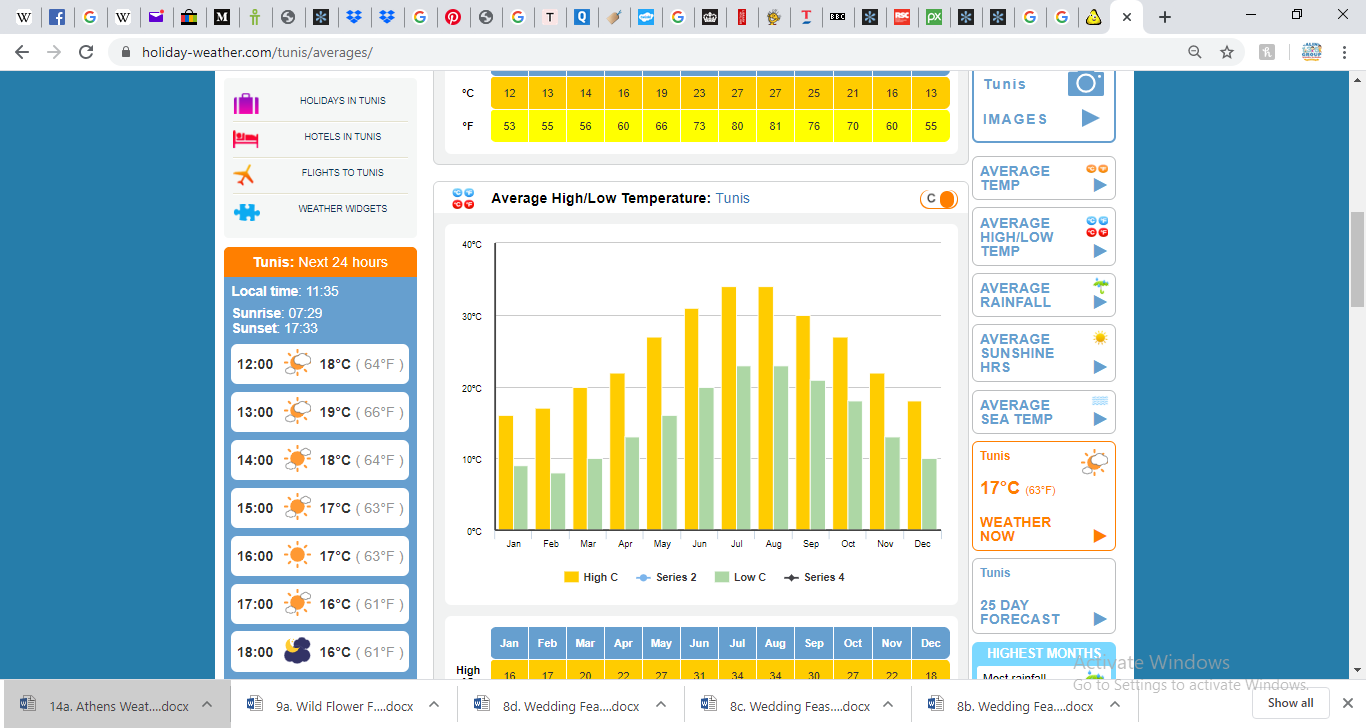 holiday-weather.com/tunis/averages/
HOLIDAYS IN TUNIS
HOTELS IN TUNIS
FLIGHTS TO TUNIS
WEATHER WIDGETS
Tunis: Next 24 hours
Local time: 11:35
Sunrise: 07:29
Sunset: 17:33
12:00 18°C ( 64°F )
13:00 19°C ( 66°F )
14:00 18°C ( 64°F )
15:00 17°C ( 63°F )
16:00 17°C ( 63°F )
17:00 16°C ( 61°F )
18:00 16°C ( 61°F )
°C 12 13 14 16 19 23 27 27 25 21 16 13
°F 53 55 56 60 66 73 80 81 76 70 60 55
Average High/Low Temperature: Tunis
C
40°C
30°C
20°C
10°C
0°C
Jan Feb Mar Apr May Jun Jul Aug Sep Oct Nov Dec
High C Series 2 Low C Series 4
Jan Feb Mar Apr May Jun Jul Aug Sep Oct Nov Dec
High 16 17 20 22 27 31 34 34 30 27 22 18
Tunis
IMAGES
AVERAGE
TEMP
AVERAGE
HIGH/LOW
TEMP
AVERAGE
RAINFALL
AVERAGE
SUNSHINE
HRS
AVERAGE
SEA TEMP
Tunis
17°C (63°F)
WEATHER
NOW
Tunis
25 DAY
FORECAST
HIGHEST MONTHS
Most rainfall
Activate Windows
Go to Settings to activate Windows.
14a. Athens Weat....docx
9a. Wild Flower F....docx
8d. Wedding Fea....docx
8c. Wedding Feas....docx
8b. Wedding Fea....docx
Show all